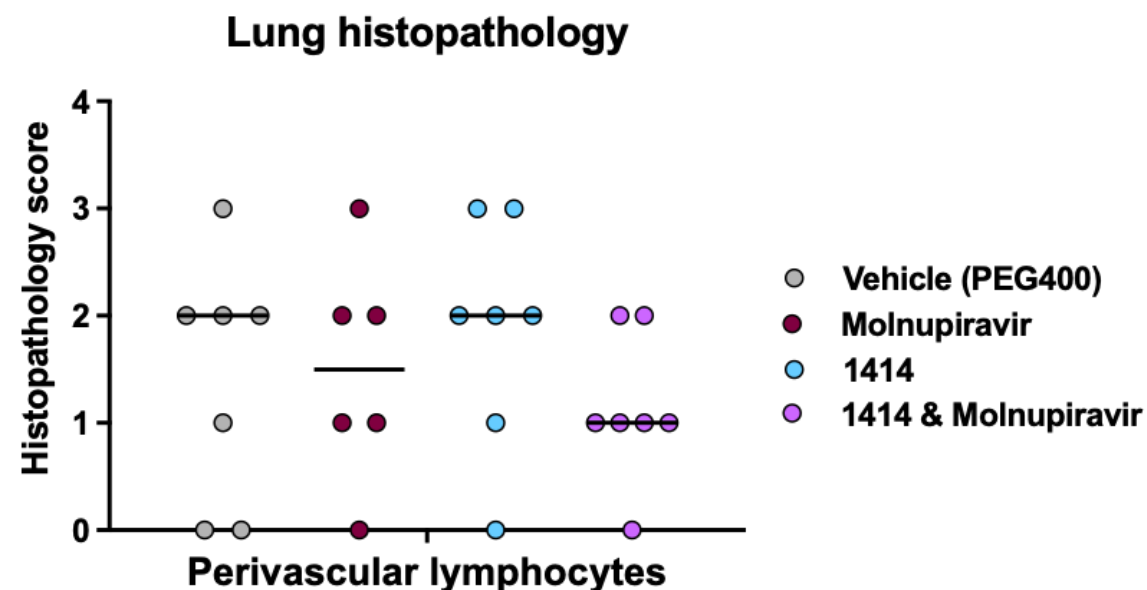 Lung histopathology
Histopathology score
4
3
2
1
0
Perivascular lymphocytes
Vehicle (PEG400)
Molnupiravir
1414
1414 & Molnupiravir